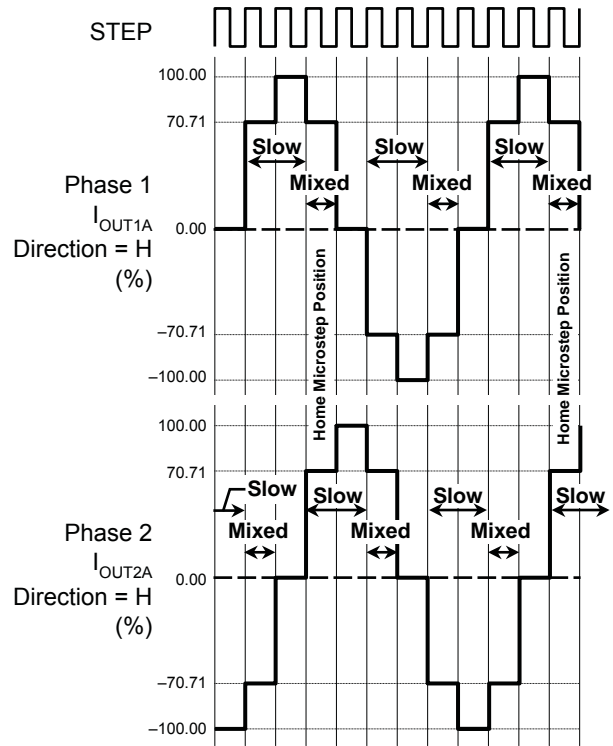 STEP
100.00
70.71
Slow
Slow
Slow
Mixed
Mixed
Mixed
Phase 1
I_OUT1A
Direction = H
(%)
0.00
–70.71
–100.00
Home Microstep Position
Home Microstep Position
100.00
70.71
Slow
Slow
Slow
Slow
Mixed
Mixed
Mixed
Phase 2
I_OUT2A
Direction = H
(%)
0.00
–70.71
–100.00